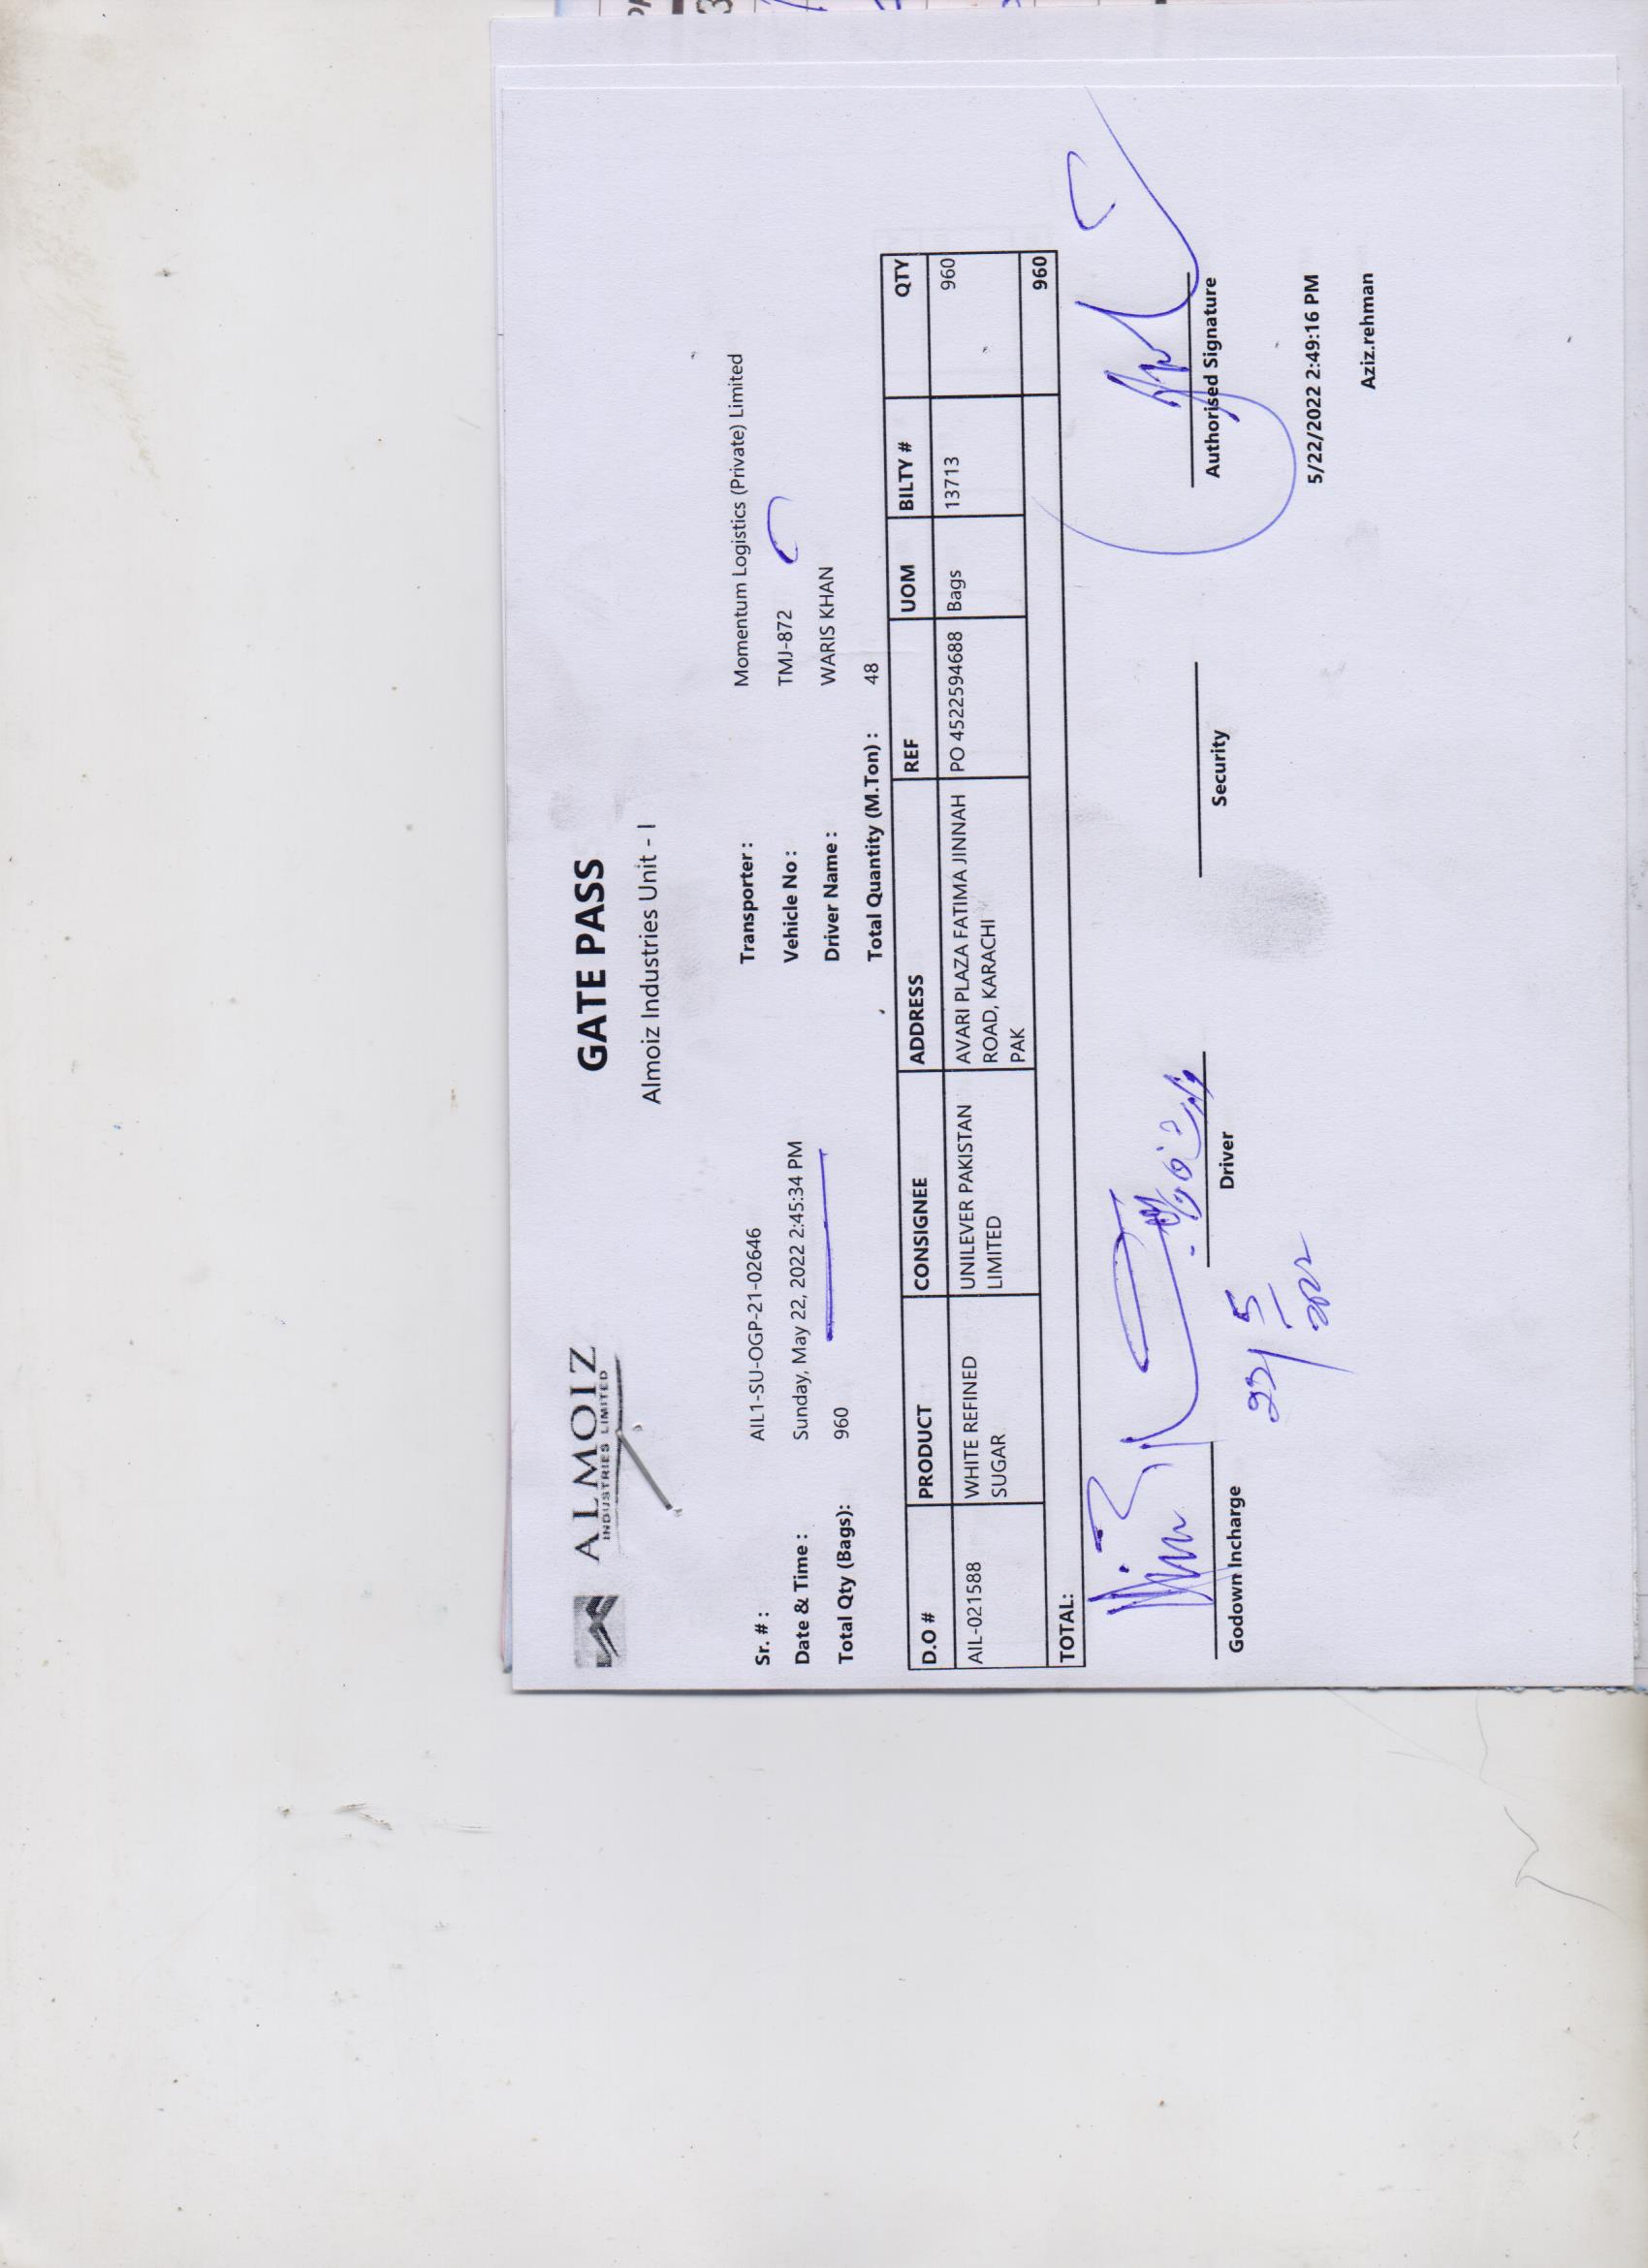 ALMOIZ
INDUSTRIES LIMITED
GATE PASS
Almoiz Industries Unit - I
Sr. # : AIL1-SU-OGP-21-02646
Transporter : Momentum Logistics (Private) Limited
Date & Time : Sunday, May 22, 2022 2:45:34 PM
Vehicle No : TMJ-872
Total Qty (Bags): 960
Driver Name : WARIS KHAN
Total Quantity (M.Ton) : 48
D.O # PRODUCT CONSIGNEE ADDRESS REF UOM BILTY # QTY
AIL-021588 WHITE REFINED UNILEVER PAKISTAN AVARI PLAZA FATIMA JINNAH PO 4522594688 Bags 13713 960
SUGAR LIMITED ROAD, KARACHI
PAK
TOTAL: 960
Godown Incharge Driver Security Authorised Signature
22/5/2022
5/22/2022 2:49:16 PM
Aziz.rehman